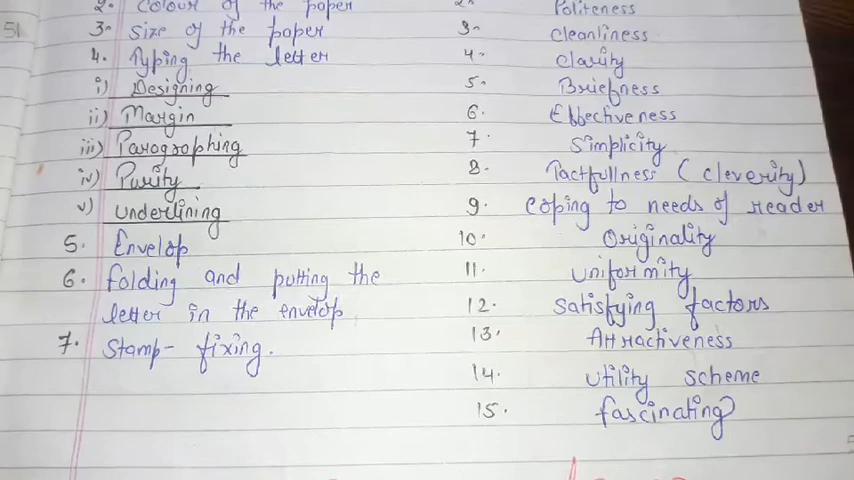 51
2. Colour of the paper
3. Size of the paper
4. Typing the letter
i) Designing
ii) Margin
iii) Parographing
iv) Purity
v) Underlining
5. Envelop
6. folding and putting the
letter in the envelop
7. Stamp- fixing.
2. Politeness
3. Cleanliness
4. Clarity
5. Briefness
6. Effectiveness
7. Simplicity
8. Tactfullness (cleverity)
9. Coping to needs of reader
10. Originality
11. Uniformity
12. Satisfying factors
13. Attractiveness
14. Utility scheme
15. fascinating